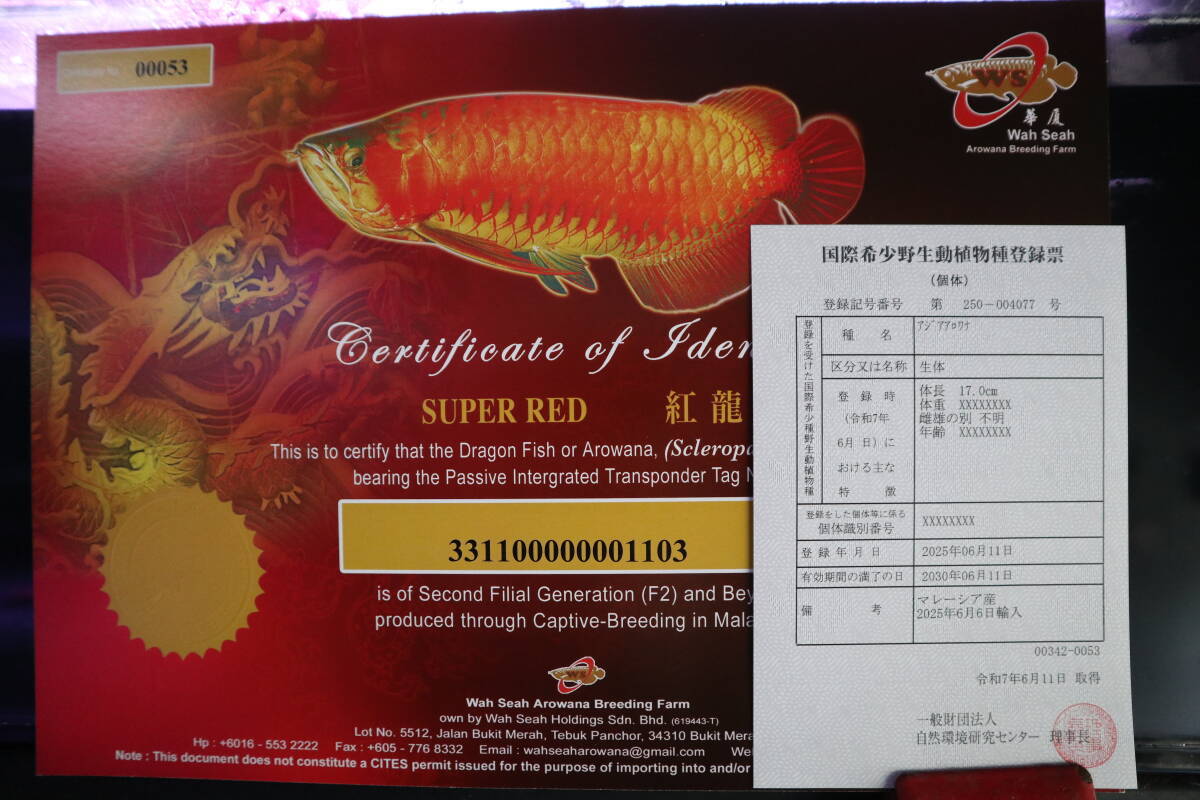 00053
WS
華廈
Wah Seah
Arowana Breeding Farm
Certificate of Iden
SUPER RED 紅龍
This is to certify that the Dragon Fish or Arowana, (Scleropa
bearing the Passive Intergrated Transponder Tag N
331100000001103
is of Second Filial Generation (F2) and Bey
produced through Captive-Breeding in Mala
WS
Wah Seah Arowana Breeding Farm
own by Wah Seah Holdings Sdn. Bhd. (619443-T)
Lot No. 5512, Jalan Bukit Merah, Tebuk Panchor, 34310 Bukit Mera
Hp : +6016 - 553 2222 Fax : +605 - 776 8332 Email : wahseaharowana@gmail.com We
Note : This document does not constitute a CITES permit issued for the purpose of importing into and/or
国際希少野生動植物種登録票
(個体)
登録記号番号 第 250-004077 号
登録を受けた国際希少種野生動植物種
種名 アジアアロワナ
区分又は名称 生体
登録時
(令和7年
6月 日)に
おける主な
特徴
体長 17.0cm
体重 XXXXXXXX
雌雄の別 不明
年齢 XXXXXXXX
登録をした個体等に係る
個体識別番号 XXXXXXXX
登録年月日 2025年06月11日
有効期間の満了の日 2030年06月11日
備考 マレーシア産
2025年6月6日輸入
00342-0053
令和7年6月11日 取得
一般財団法人
自然環境研究センター 理事長